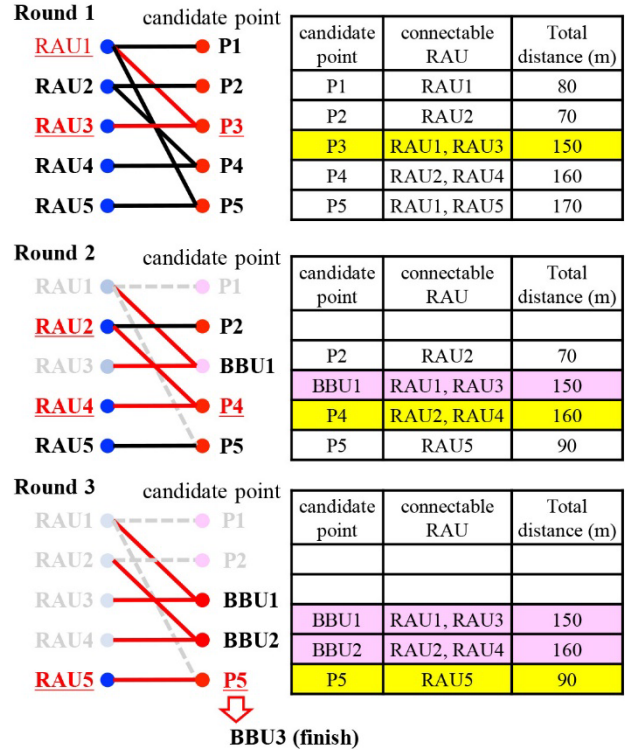 Round 1
candidate point
RAU1 P1
RAU2 P2
RAU3 P3
RAU4 P4
RAU5 P5
candidate point connectable RAU Total distance (m)
P1 RAU1 80
P2 RAU2 70
P3 RAU1, RAU3 150
P4 RAU2, RAU4 160
P5 RAU1, RAU5 170
Round 2
candidate point
RAU1 P1
RAU2 P2
RAU3 BBU1
RAU4 P4
RAU5 P5
candidate point connectable RAU Total distance (m)
P2 RAU2 70
BBU1 RAU1, RAU3 150
P4 RAU2, RAU4 160
P5 RAU5 90
Round 3
candidate point
RAU1 P1
RAU2 P2
RAU3 BBU1
RAU4 BBU2
RAU5 P5
BBU3 (finish)
candidate point connectable RAU Total distance (m)
BBU1 RAU1, RAU3 150
BBU2 RAU2, RAU4 160
P5 RAU5 90